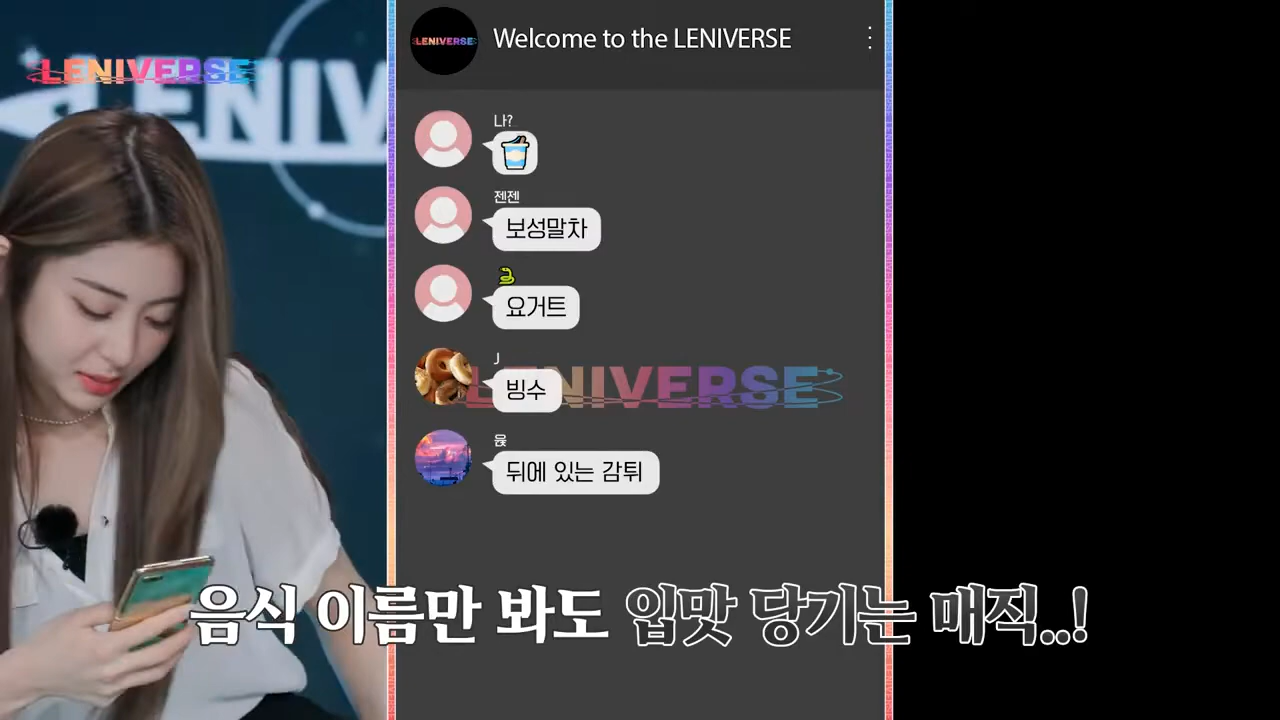 LENIVERSE
LENIV
LENIVERSE
Welcome to the LENIVERSE
나?
젠젠
보성말차
요거트
J
빙수
LENIVERSE
윪
뒤에 있는 감튀
음식 이름만 봐도 입맛 당기는 매직..!